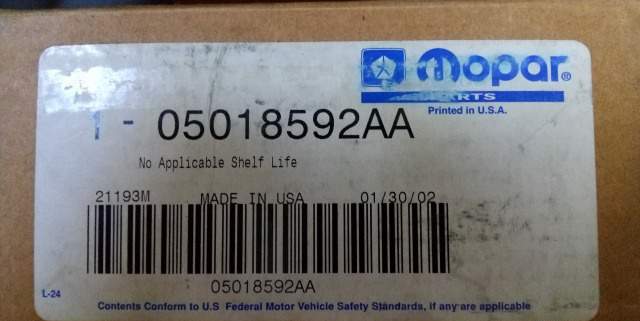 mopar®
PARTS
Printed in U.S.A.
1 - 05018592AA
No Applicable Shelf Life
21193M MADE IN USA 01/30/02
05018592AA
L-24
Contents Conform to U.S Federal Motor Vehicle Safety Standards, if any are applicable